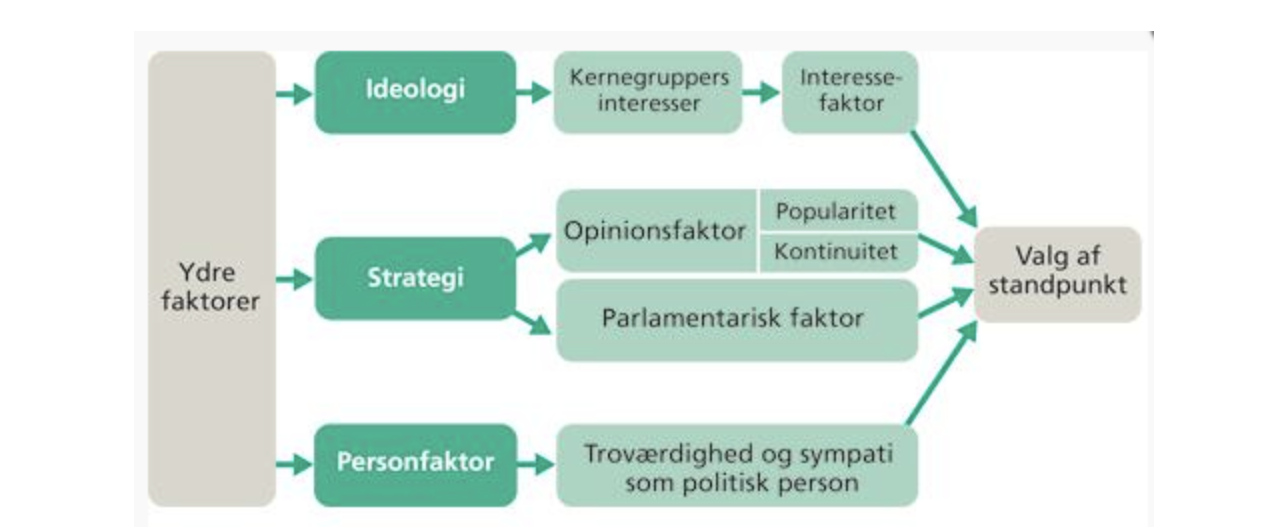 Ydre
faktorer
Ideologi
Kernegruppers
interesser
Interesse-
faktor
Strategi
Opinionsfaktor
Popularitet
Kontinuitet
Parlamentarisk faktor
Personfaktor
Troværdighed og sympati
som politisk person
Valg af
standpunkt